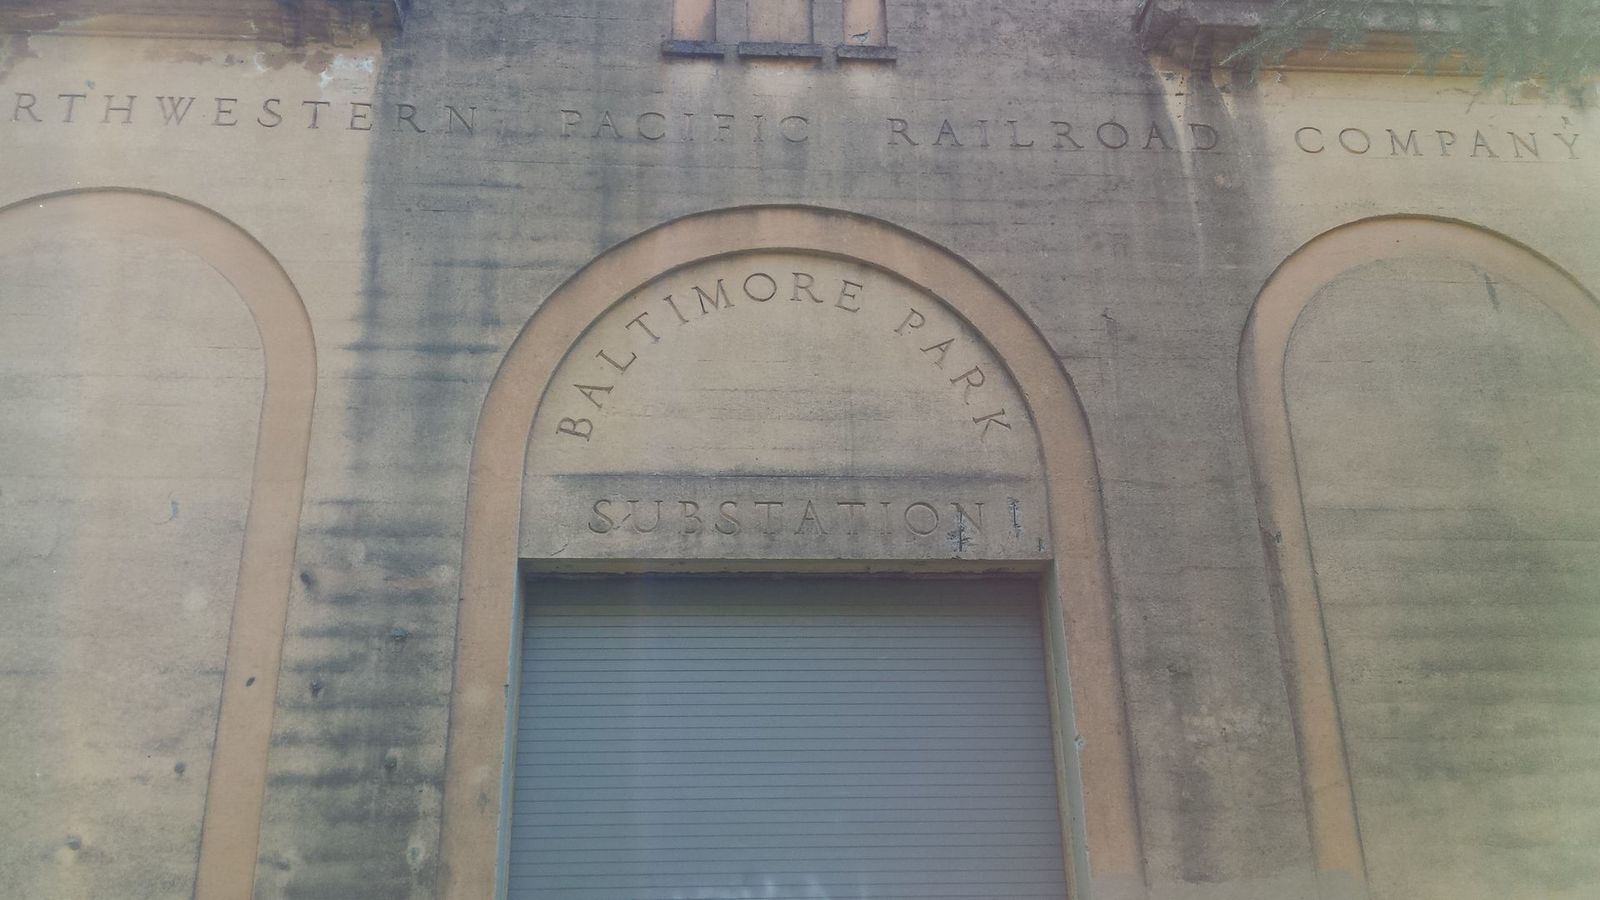 RTHWESTERN PACIFIC RAILROAD COMPANY
BALTIMORE PARK
SUBSTATION